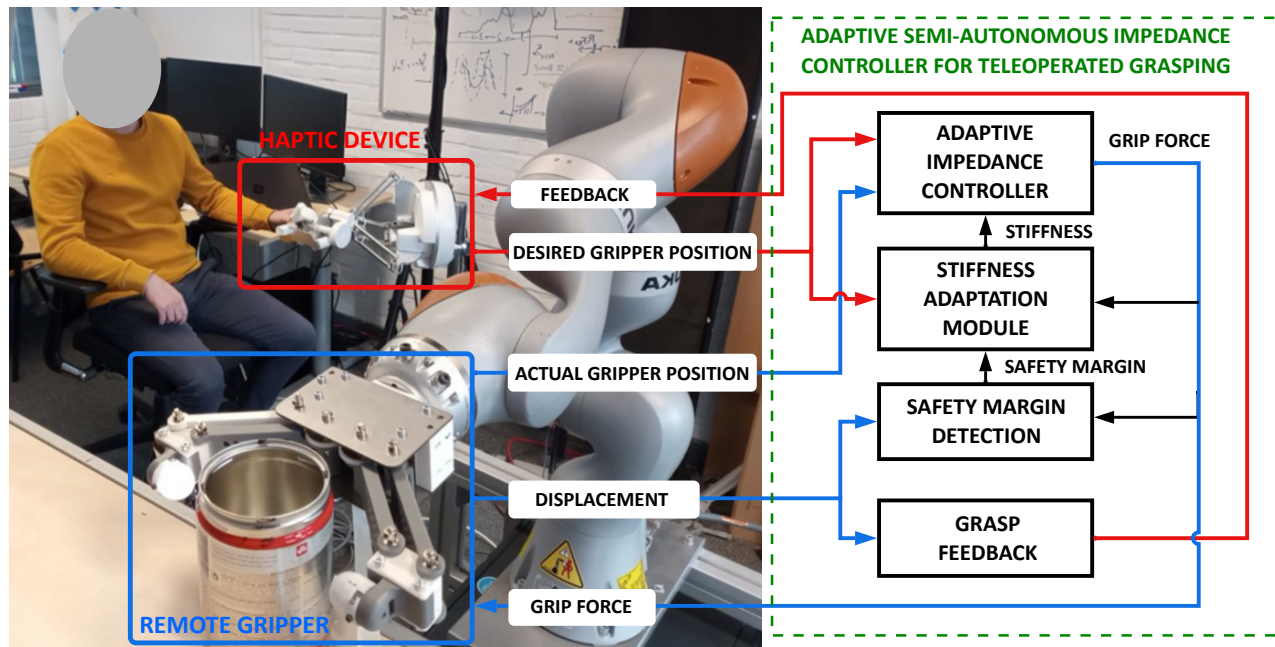 ADAPTIVE SEMI-AUTONOMOUS IMPEDANCE
CONTROLLER FOR TELEOPERATED GRASPING
HAPTIC DEVICE
FEEDBACK
DESIRED GRIPPER POSITION
ACTUAL GRIPPER POSITION
DISPLACEMENT
GRIP FORCE
REMOTE GRIPPER
KUKA
ADAPTIVE
IMPEDANCE
CONTROLLER
GRIP FORCE
STIFFNESS
STIFFNESS
ADAPTATION
MODULE
SAFETY MARGIN
SAFETY MARGIN
DETECTION
GRASP
FEEDBACK